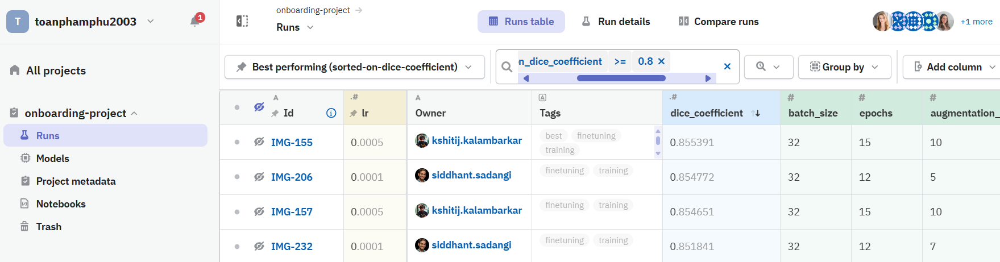 T
toanphamphu2003
1
All projects
onboarding-project
Runs
Models
Project metadata
Notebooks
Trash
onboarding-project →
Runs
Runs table
Run details
Compare runs
+1 more
Best performing (sorted-on-dice-coefficient)
n_dice_coefficient >= 0.8 ×
Group by
Add column
A .# A A .# # # #
Id lr Owner Tags dice_coefficient batch_size epochs augmentation_
IMG-155 0.0005 kshitij.kalambarkar best finetuning 0.855391 32 15 10
training
IMG-206 0.0001 siddhant.sadangi finetuning training 0.854772 32 12 5
IMG-157 0.0005 kshitij.kalambarkar finetuning training 0.854651 32 15 10
IMG-232 0.0001 siddhant.sadangi finetuning training 0.851841 32 12 7